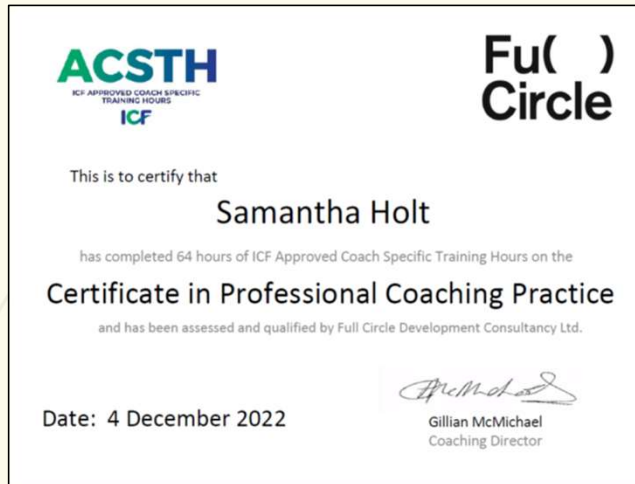 ACSTH
ICF APPROVED COACH SPECIFIC
TRAINING HOURS
ICF
Fu( )
Circle
This is to certify that
Samantha Holt
has completed 64 hours of ICF Approved Coach Specific Training Hours on the
Certificate in Professional Coaching Practice
and has been assessed and qualified by Full Circle Development Consultancy Ltd.
Date: 4 December 2022
Gillian McMichael
Coaching Director